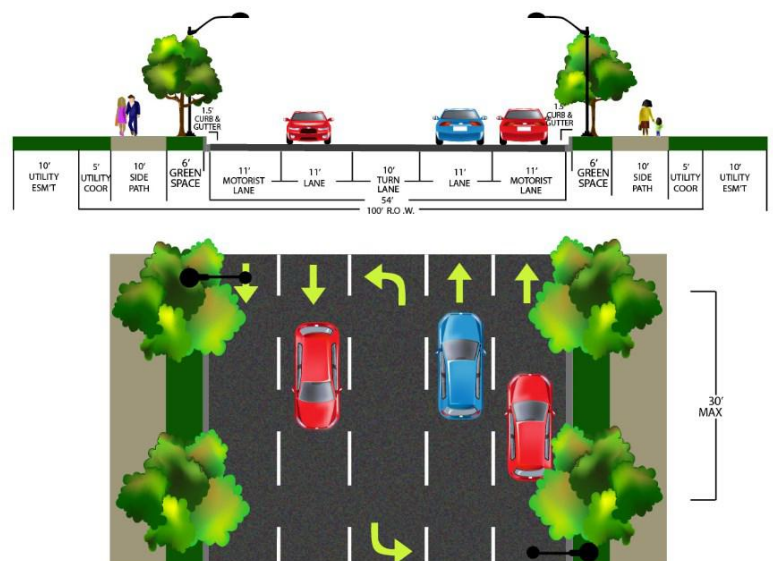 1.5'
CURB &
GUTTER
1.5'
CURB &
GUTTER
10'
UTILITY
ESM'T
5'
UTILITY
COOR
10'
SIDE
PATH
6'
GREEN
SPACE
11'
MOTORIST
LANE
11'
LANE
10'
TURN
LANE
11'
LANE
11'
MOTORIST
LANE
6'
GREEN
SPACE
10'
SIDE
PATH
5'
UTILITY
COOR
10'
UTILITY
ESM'T
54'
100' R.O .W.
30'
MAX